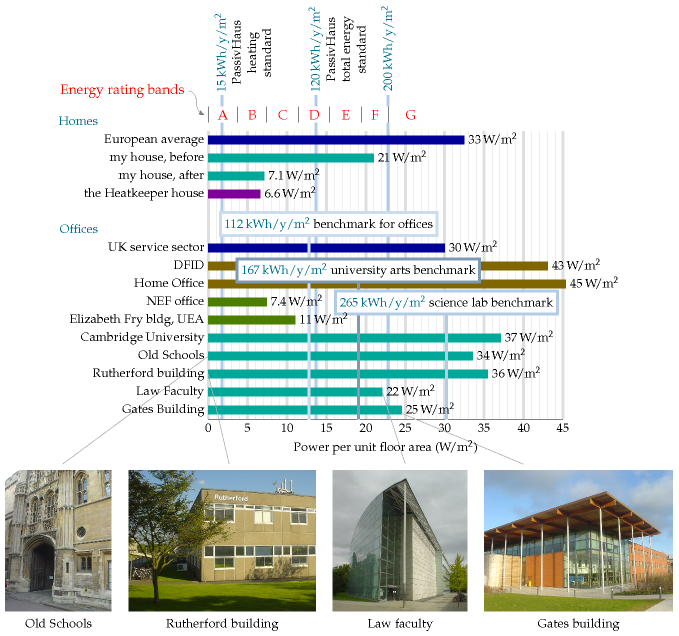 15 kWh/y/m²
PassivHaus
heating
standard
120 kWh/y/m²
PassivHaus
total energy
standard
200 kWh/y/m²
Energy rating bands
A B C D E F G
Homes
European average 33 W/m²
my house, before 21 W/m²
my house, after 7.1 W/m²
the Heatkeeper house 6.6 W/m²
112 kWh/y/m² benchmark for offices
Offices
UK service sector 30 W/m²
DFID 43 W/m²
167 kWh/y/m² university arts benchmark
Home Office 45 W/m²
NEF office 7.4 W/m²
265 kWh/y/m² science lab benchmark
Elizabeth Fry bldg, UEA 11 W/m²
Cambridge University 37 W/m²
Old Schools 34 W/m²
Rutherford building 36 W/m²
Law Faculty 22 W/m²
Gates Building 25 W/m²
0 5 10 15 20 25 30 35 40 45
Power per unit floor area (W/m²)
Rutherford
Old Schools
Rutherford building
Law faculty
Gates building